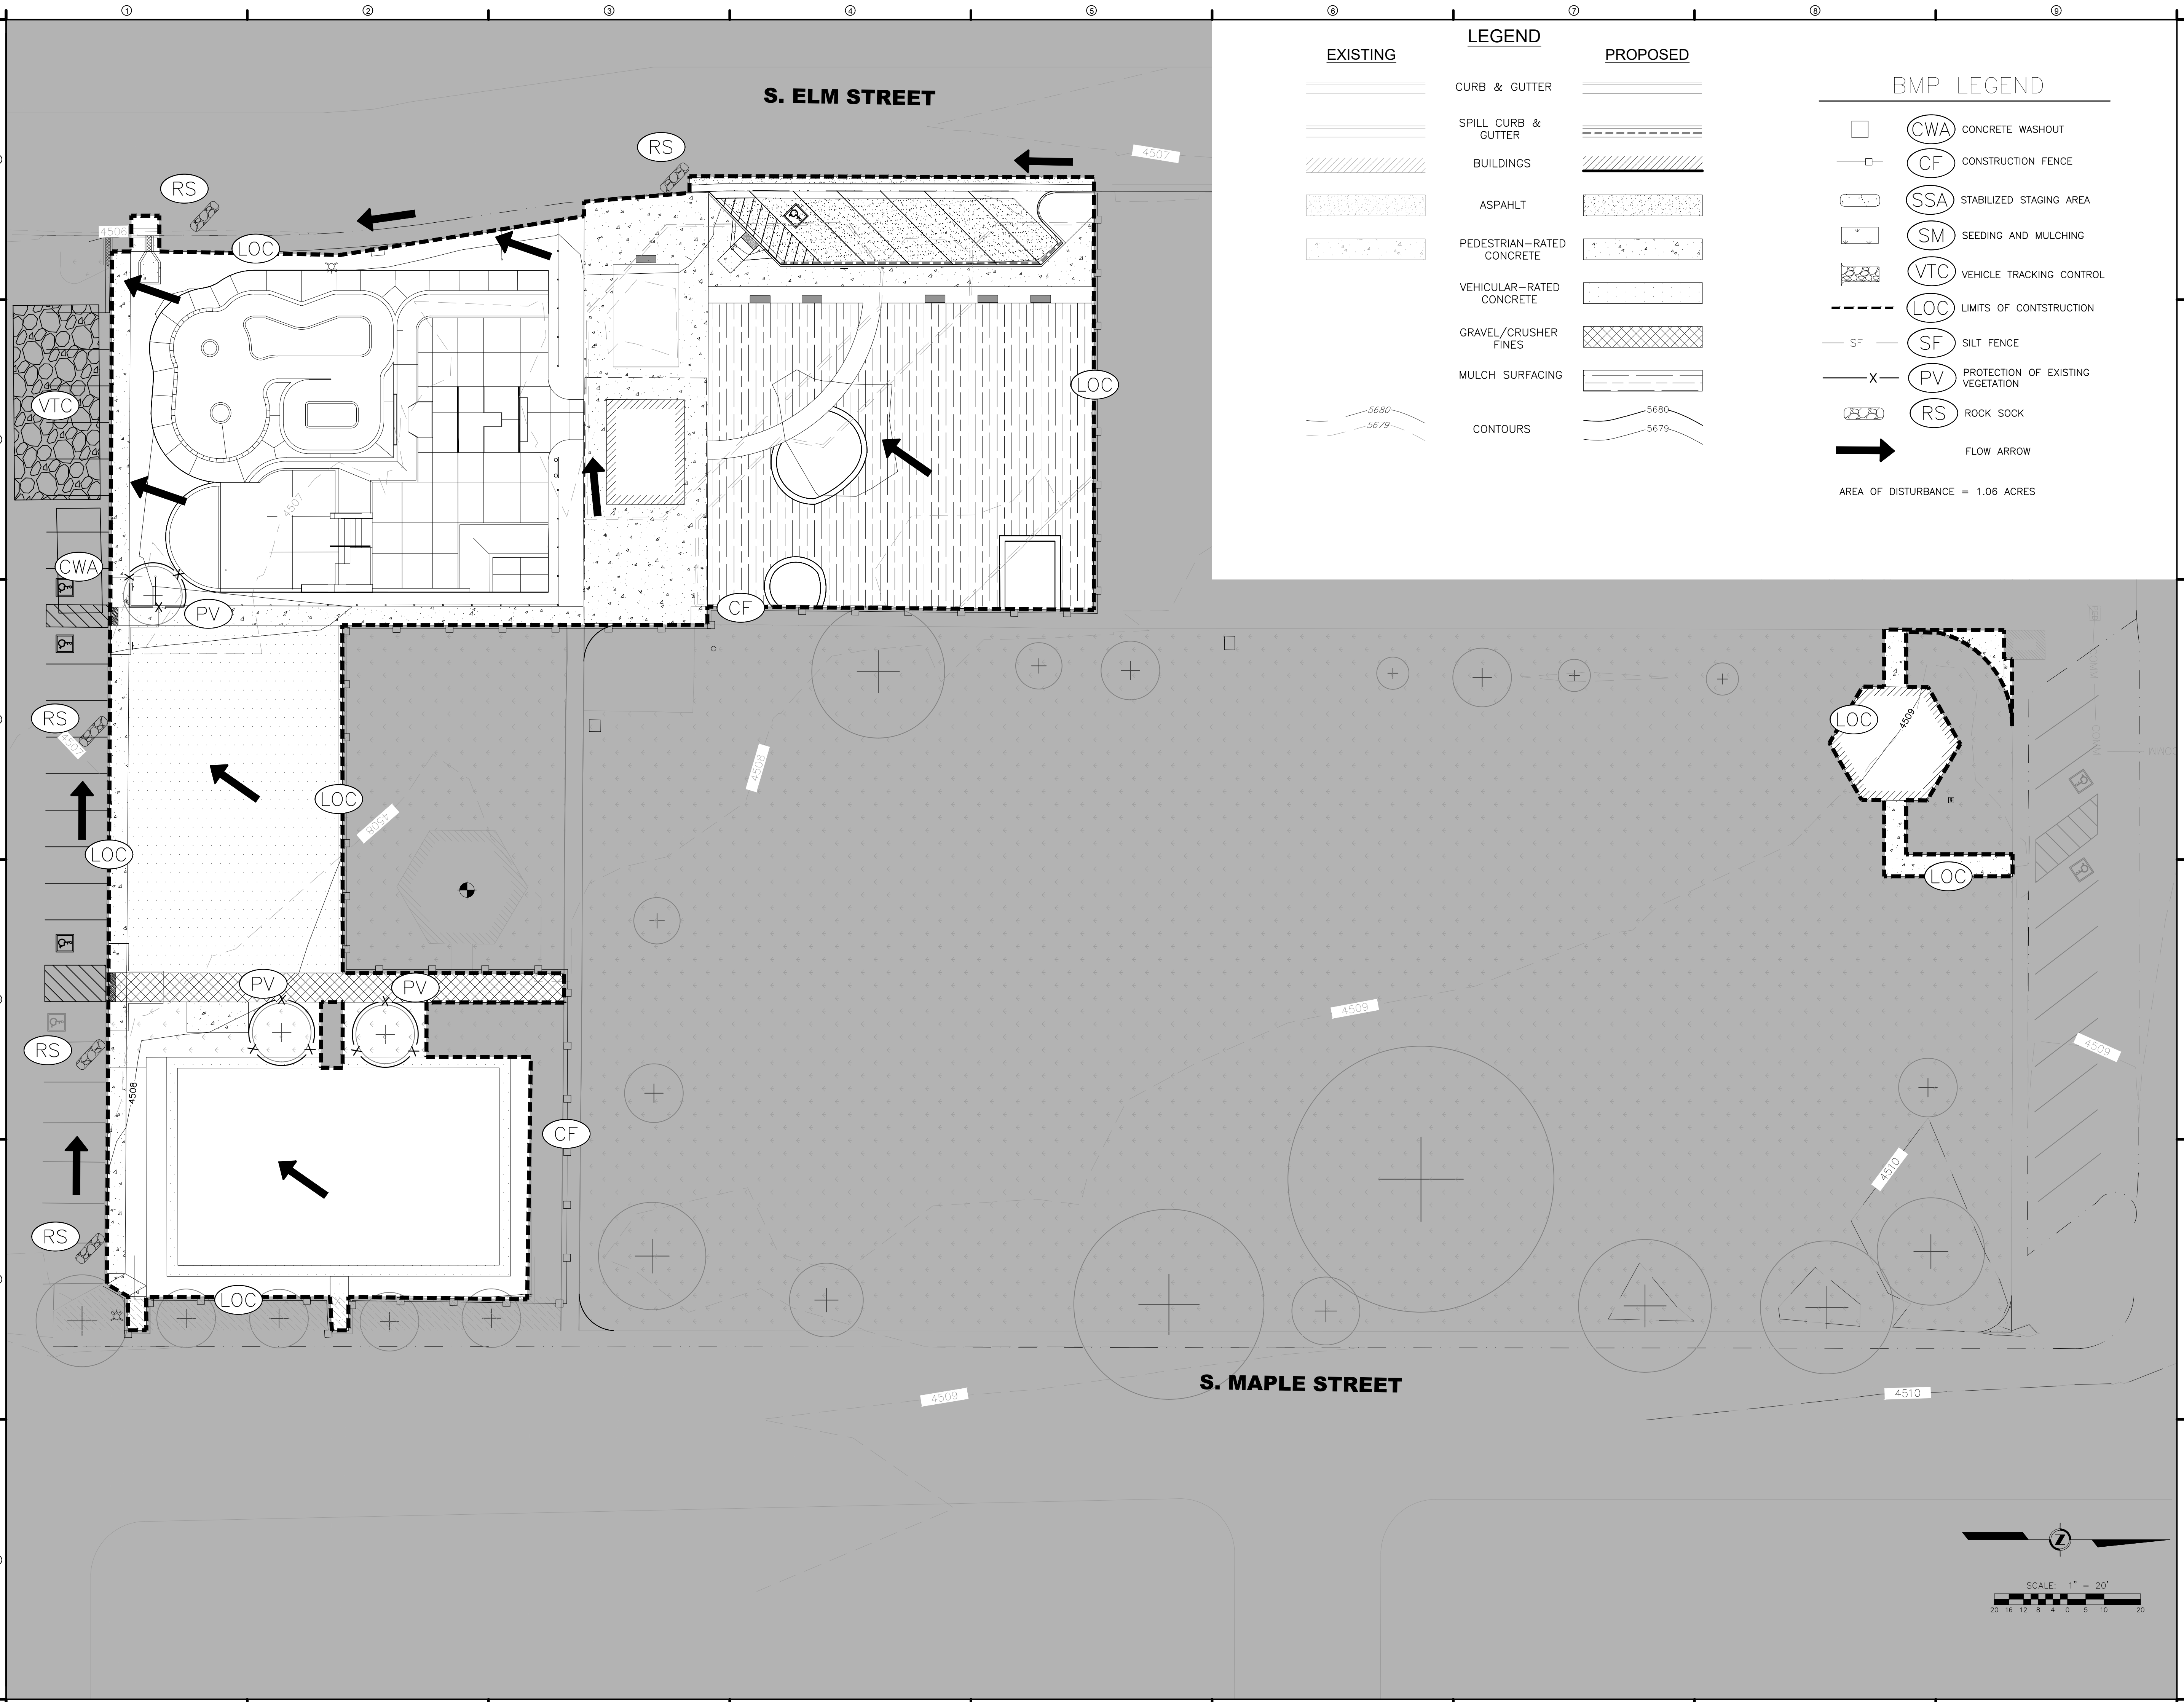 1 2 3 4 5 6 7 8 9
S. ELM STREET
LEGEND
EXISTING
PROPOSED
CURB & GUTTER
SPILL CURB &
GUTTER
BUILDINGS
ASPAHLT
PEDESTRIAN-RATED
CONCRETE
VEHICULAR-RATED
CONCRETE
GRAVEL/CRUSHER
FINES
MULCH SURFACING
CONTOURS
5680
5679
5680
5679
BMP LEGEND
CWA CONCRETE WASHOUT
CF CONSTRUCTION FENCE
SSA STABILIZED STAGING AREA
SM SEEDING AND MULCHING
VTC VEHICLE TRACKING CONTROL
LOC LIMITS OF CONTSTRUCTION
SF SF SILT FENCE
X PV PROTECTION OF EXISTING
VEGETATION
RS ROCK SOCK
FLOW ARROW
AREA OF DISTURBANCE = 1.06 ACRES
RS
4507
RS
4506
LOC
LOC
VTC
4507
CWA
X
X
X
PV
CF
RS
4507
LOC
4509
4508
LOC
4508
LOC
LOC
PV
PV
X
X
4509
RS
X
X
X
X
4509
4508
CF
4510
RS
LOC
S. MAPLE STREET
4509
4510
Z
SCALE: 1" = 20'
20 16 12 8 4 0 5 10 20